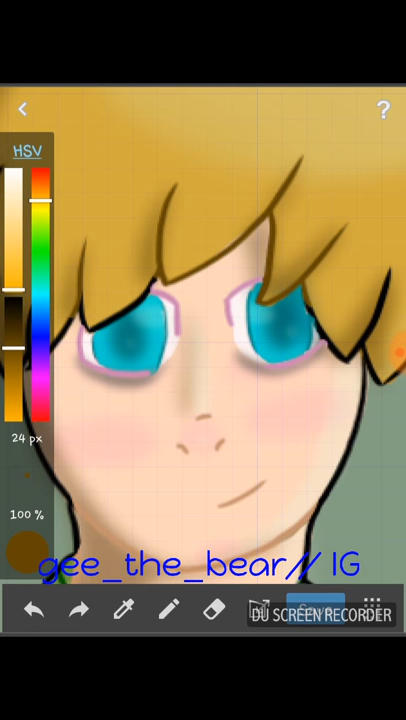 ?
HSV
24 px
100 %
gee_the_bear// IG
DU SCREEN RECORDER